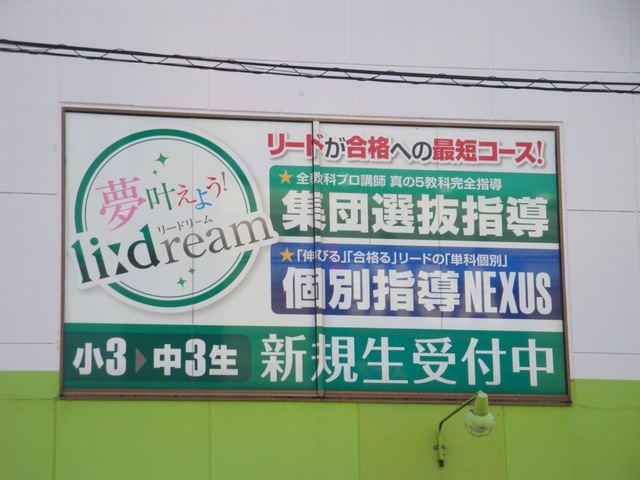 夢叶えよう!
リードリーム
li:dream
リードが合格への最短コース!
★全教科プロ講師 真の5教科完全指導
集団選抜指導
★「伸びる」「合格る」リードの「単科個別」
個別指導NEXUS
小3▶中3生 新規生受付中